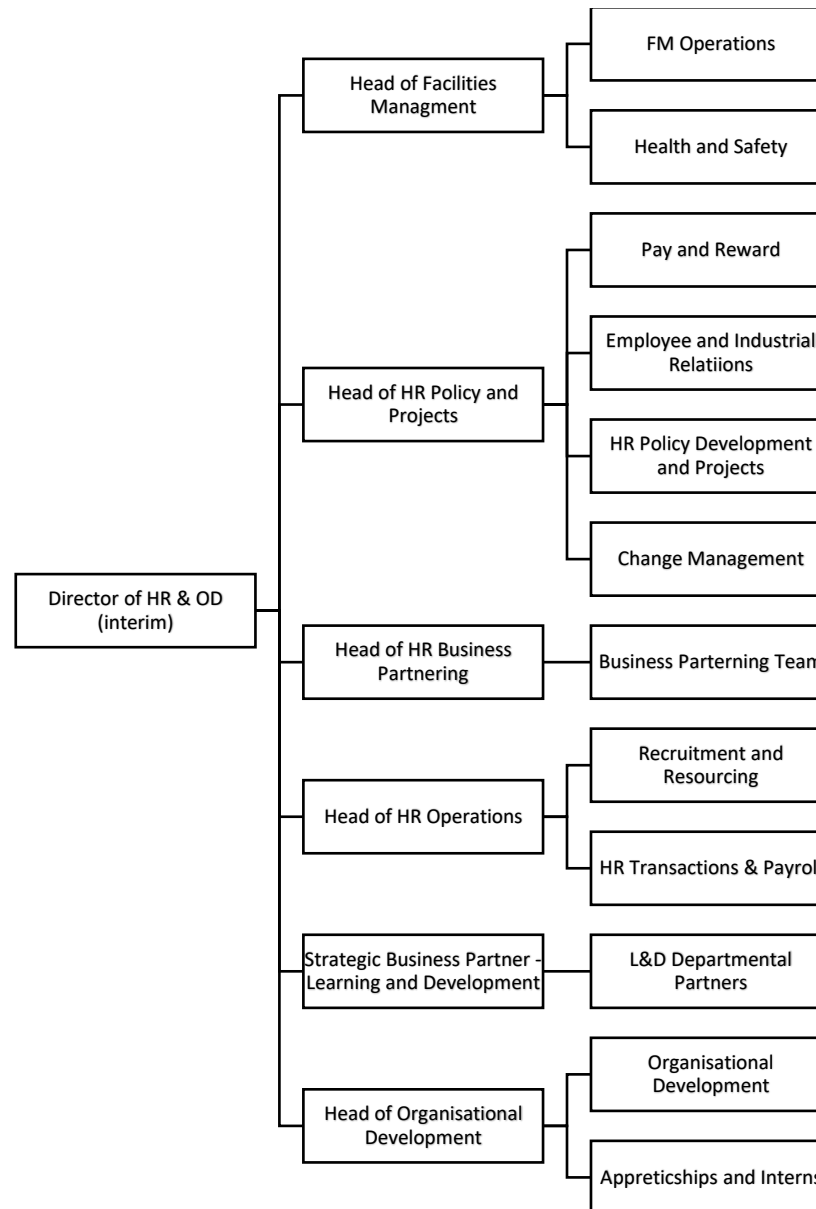 FM Operations
Head of Facilities
Managment
Health and Safety
Pay and Reward
Employee and Industrial
Relatiions
Head of HR Policy and
Projects
HR Policy Development
and Projects
Change Management
Director of HR & OD
(interim)
Head of HR Business
Partnering
Business Parterning Team
Recruitment and
Resourcing
Head of HR Operations
HR Transactions & Payroll
Strategic Business Partner -
Learning and Development
L&D Departmental
Partners
Organisational
Development
Head of Organisational
Development
Appreticships and Interns